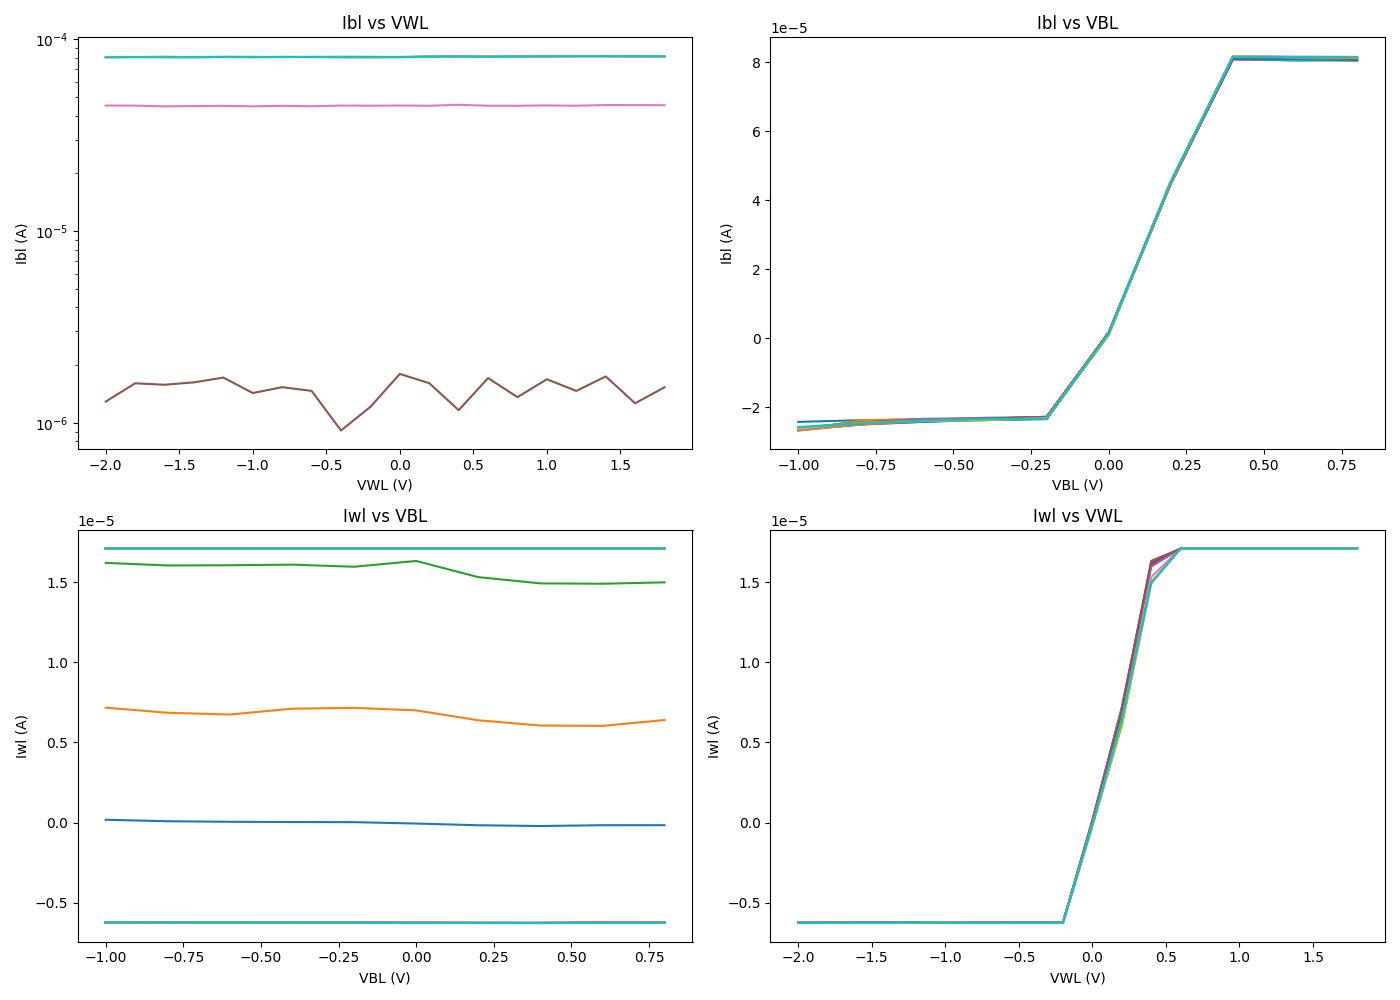 Ibl vs VWL
10−4
10−5
10−6
Ibl (A)
−2.0 −1.5 −1.0 −0.5 0.0 0.5 1.0 1.5
VWL (V)
Ibl vs VBL
1e−5
8
6
4
2
0
−2
Ibl (A)
−1.00 −0.75 −0.50 −0.25 0.00 0.25 0.50 0.75
VBL (V)
Iwl vs VBL
1e−5
1.5
1.0
0.5
0.0
−0.5
Iwl (A)
−1.00 −0.75 −0.50 −0.25 0.00 0.25 0.50 0.75
VBL (V)
Iwl vs VWL
1e−5
1.5
1.0
0.5
0.0
−0.5
Iwl (A)
−2.0 −1.5 −1.0 −0.5 0.0 0.5 1.0 1.5
VWL (V)